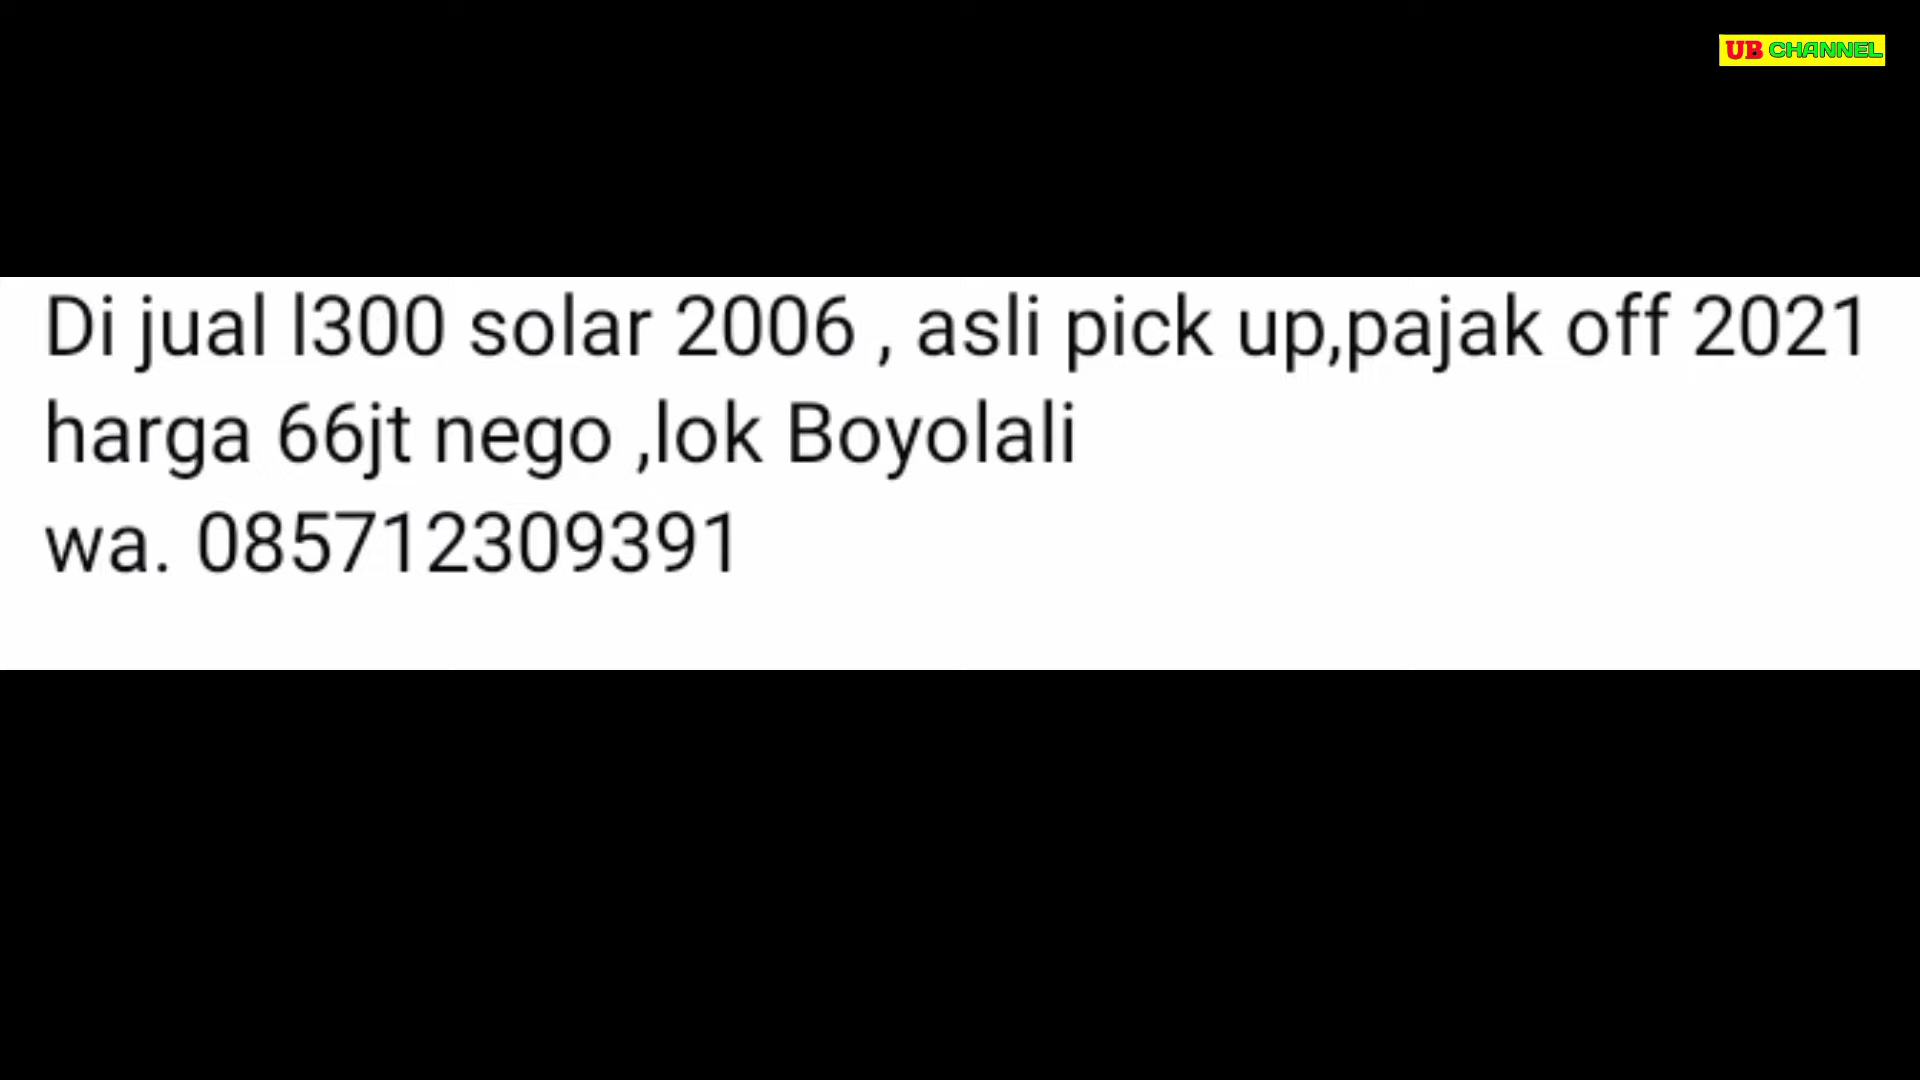 UB CHANNEL
Di jual l300 solar 2006 , asli pick up,pajak off 2021
harga 66jt nego ,lok Boyolali
wa. 085712309391